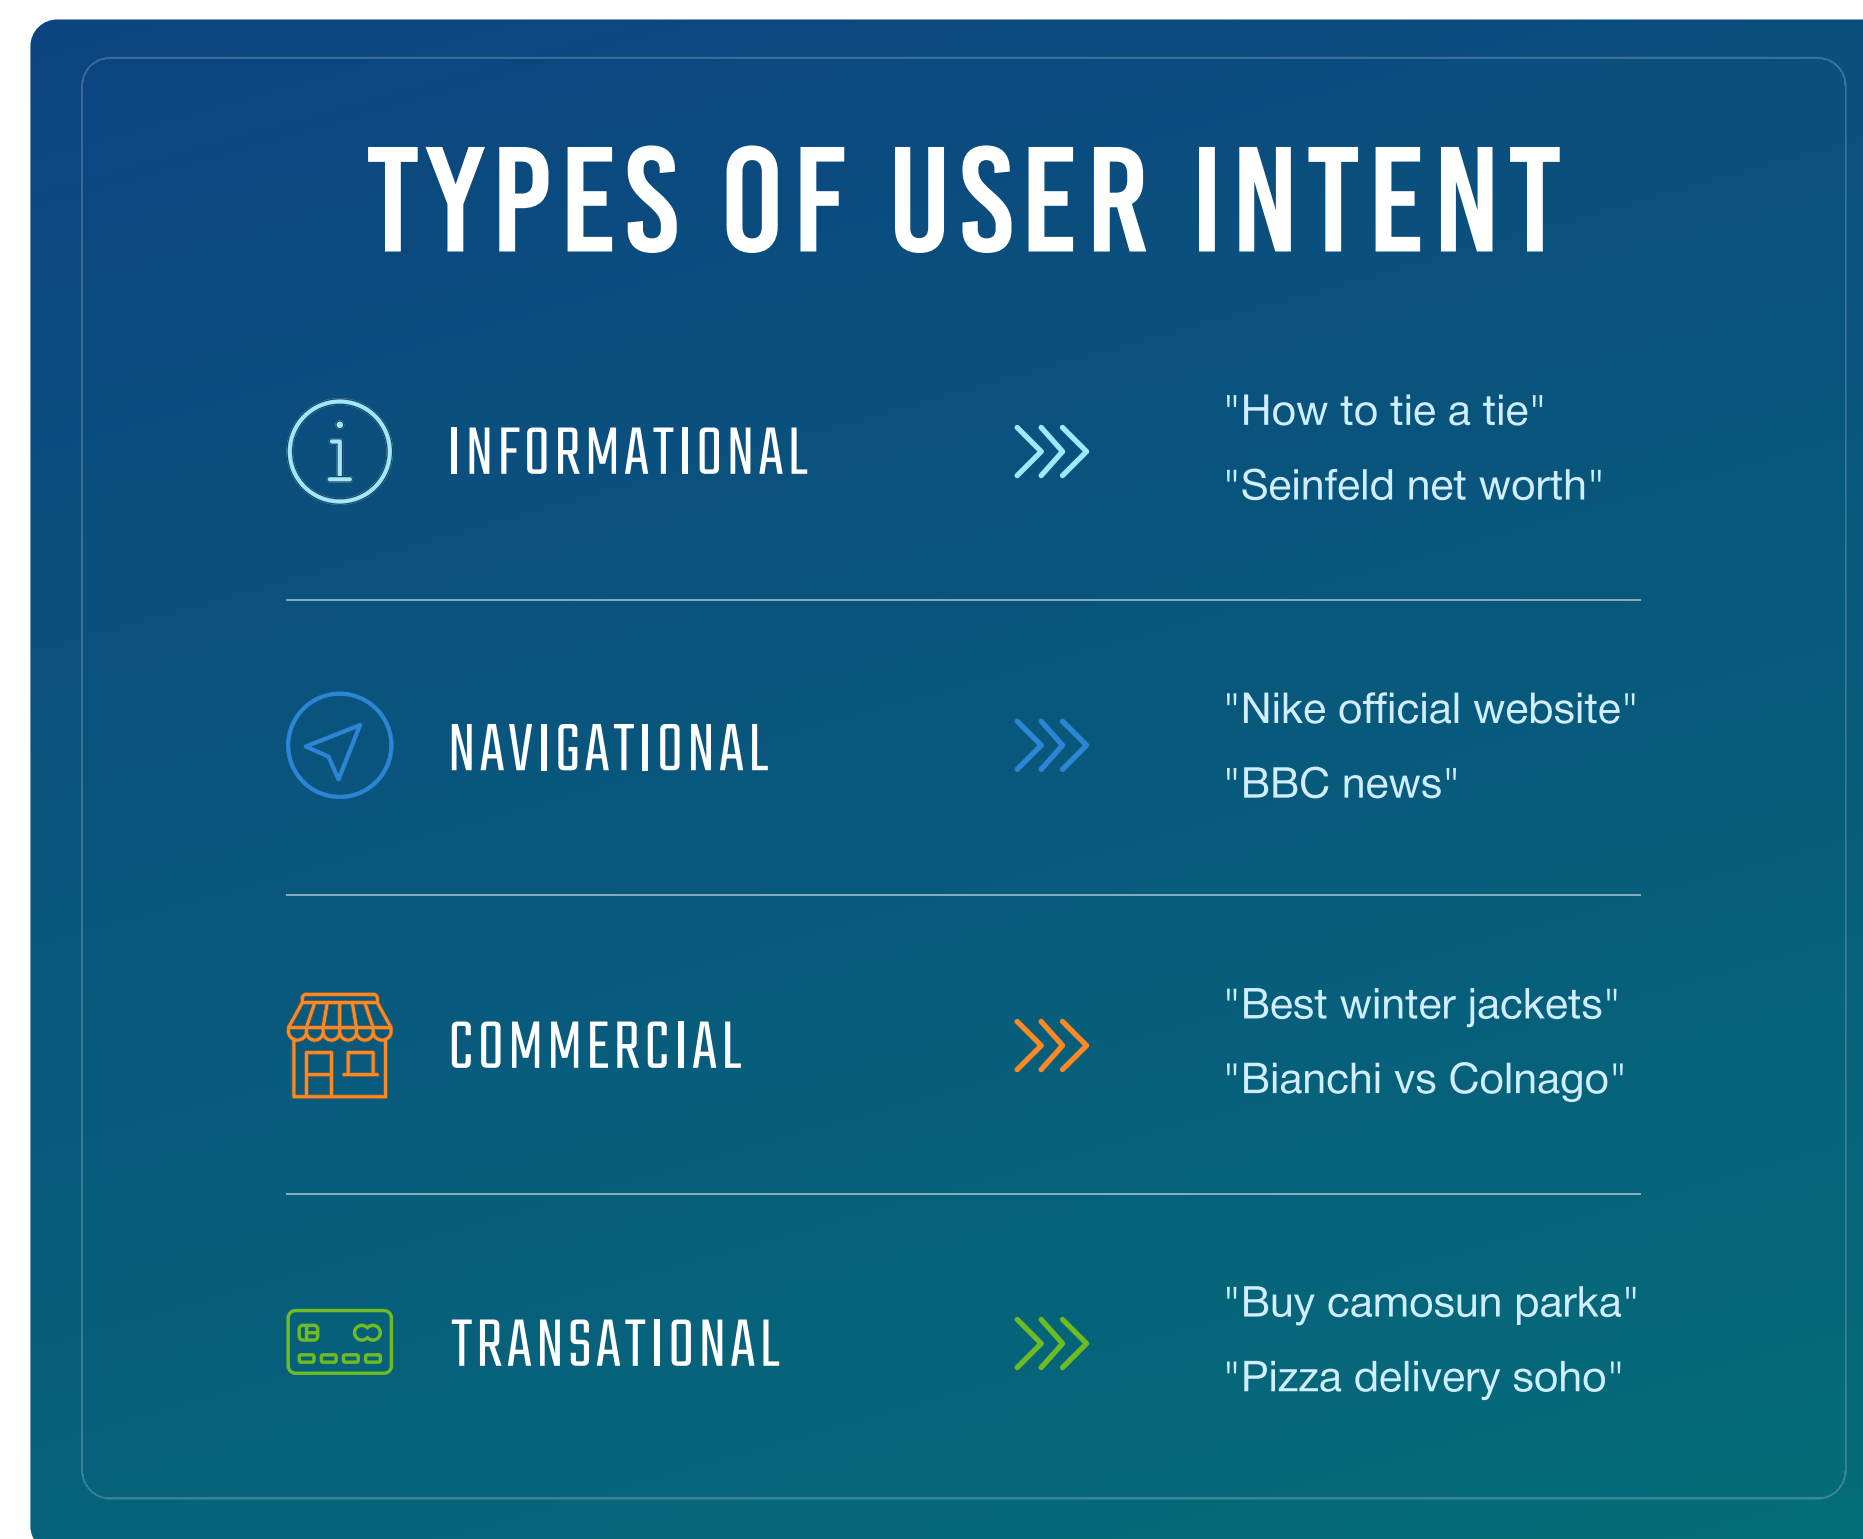 TYPES OF USER INTENT
INFORMATIONAL
"How to tie a tie"
"Seinfeld net worth"
NAVIGATIONAL
"Nike official website"
"BBC news"
COMMERCIAL
"Best winter jackets"
"Bianchi vs Colnago"
TRANSATIONAL
"Buy camosun parka"
"Pizza delivery soho"